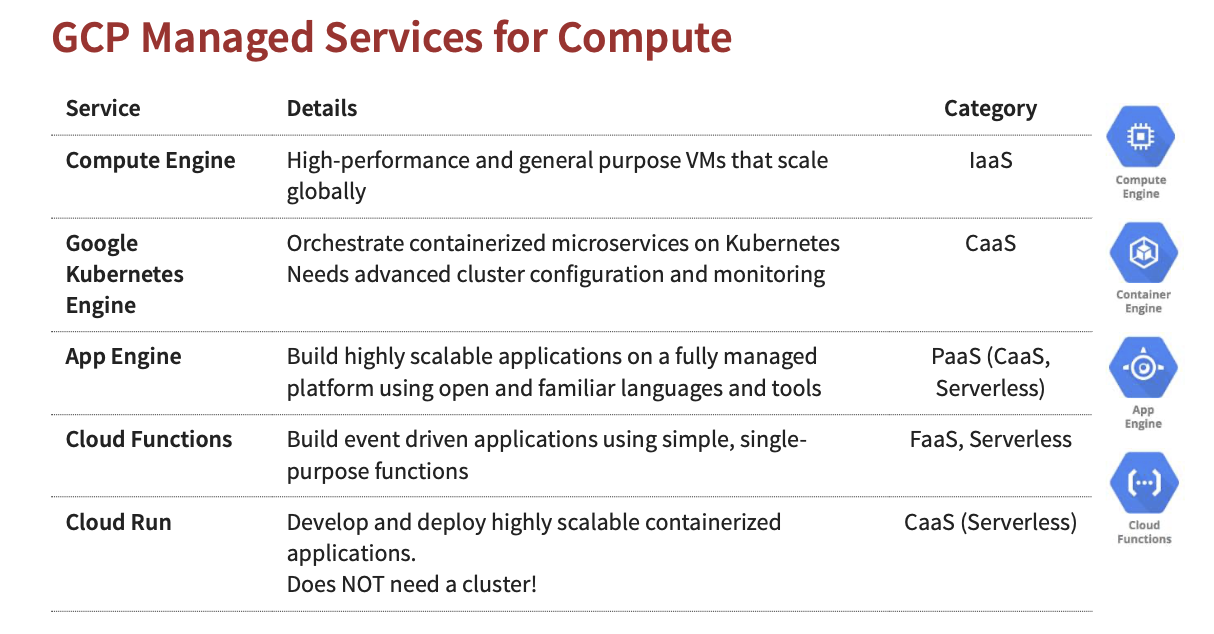 GCP Managed Services for Compute
Service Details Category
Compute Engine High-performance and general purpose VMs that scale IaaS
globally
Google Orchestrate containerized microservices on Kubernetes CaaS
Kubernetes Needs advanced cluster configuration and monitoring
Engine
App Engine Build highly scalable applications on a fully managed PaaS (CaaS,
platform using open and familiar languages and tools Serverless)
Cloud Functions Build event driven applications using simple, single- FaaS, Serverless
purpose functions
Cloud Run Develop and deploy highly scalable containerized CaaS (Serverless)
applications.
Does NOT need a cluster!
Compute
Engine
Container
Engine
App
Engine
Cloud
Functions